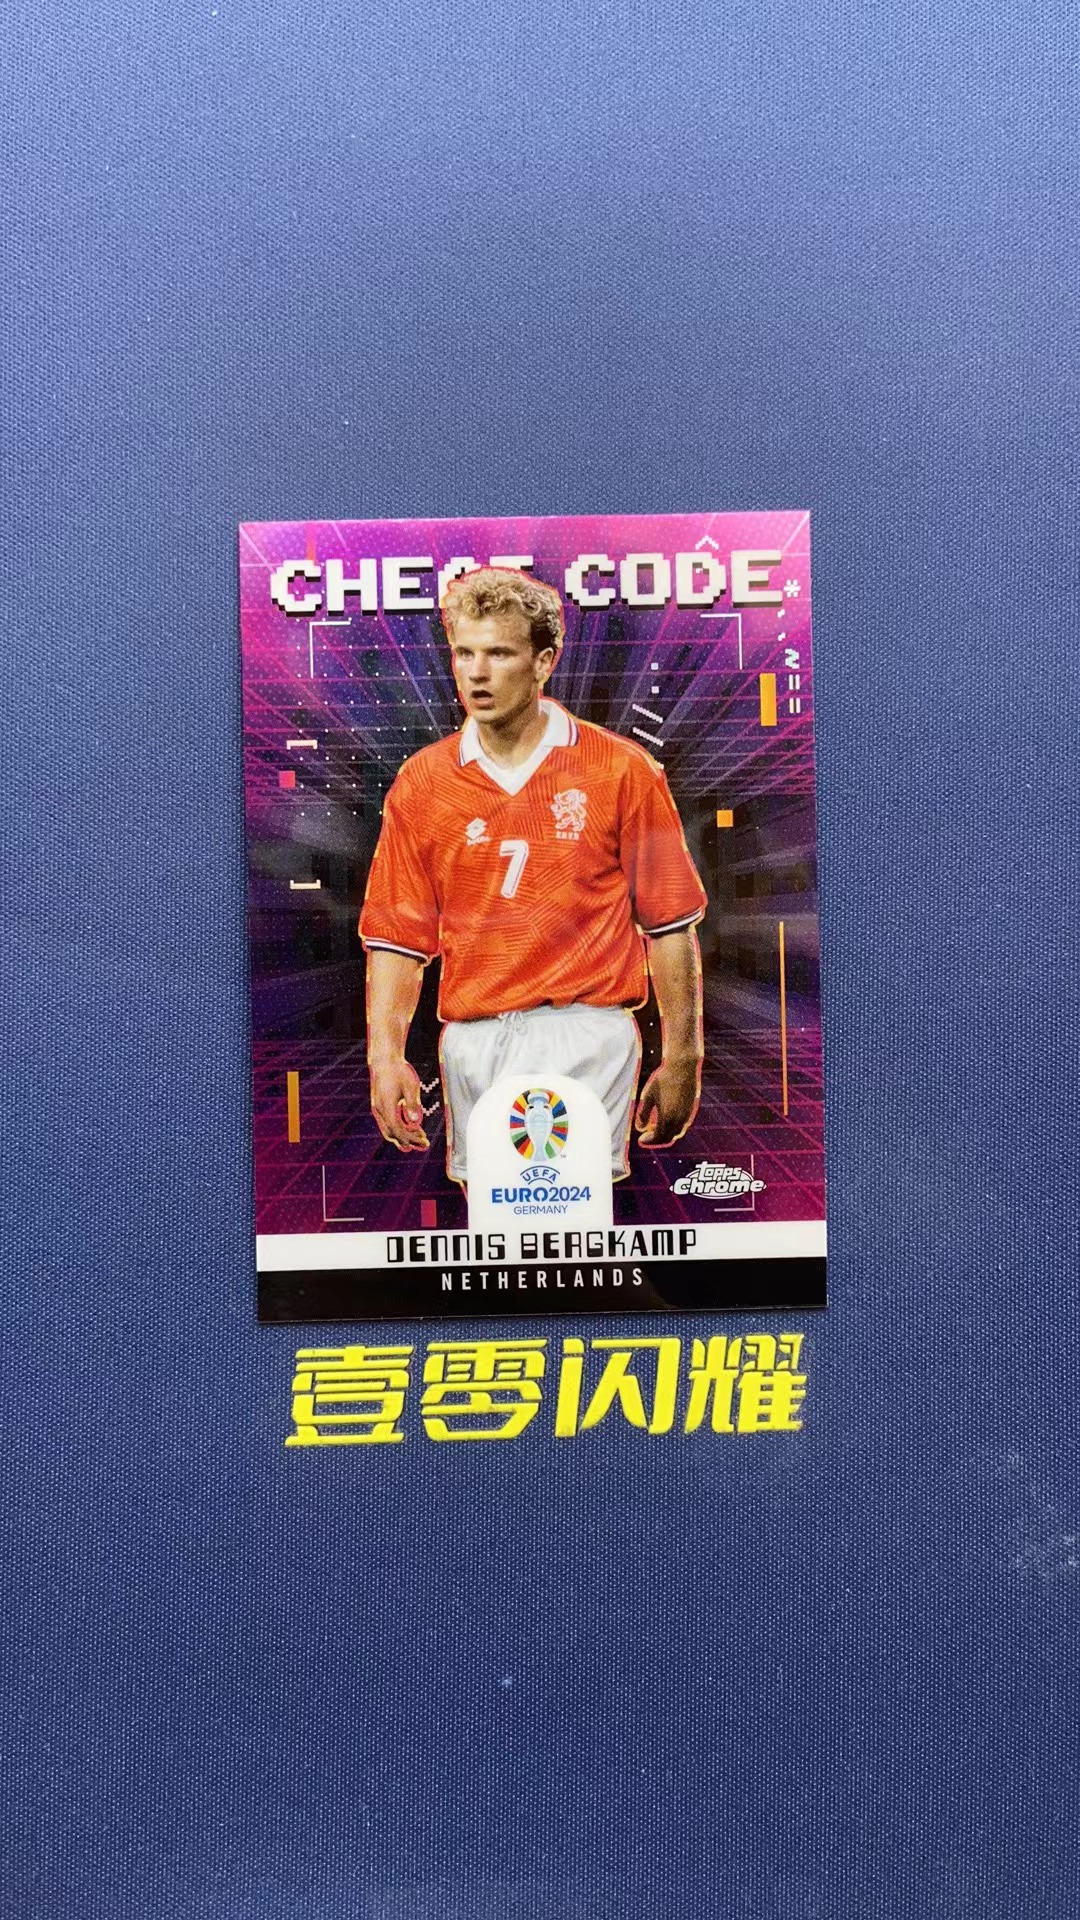 CHEAT CODE
7
UEFA
EURO2024
GERMANY
Topps
Chrome
DENNIS BERGKAMP
NETHERLANDS
壹零闪耀